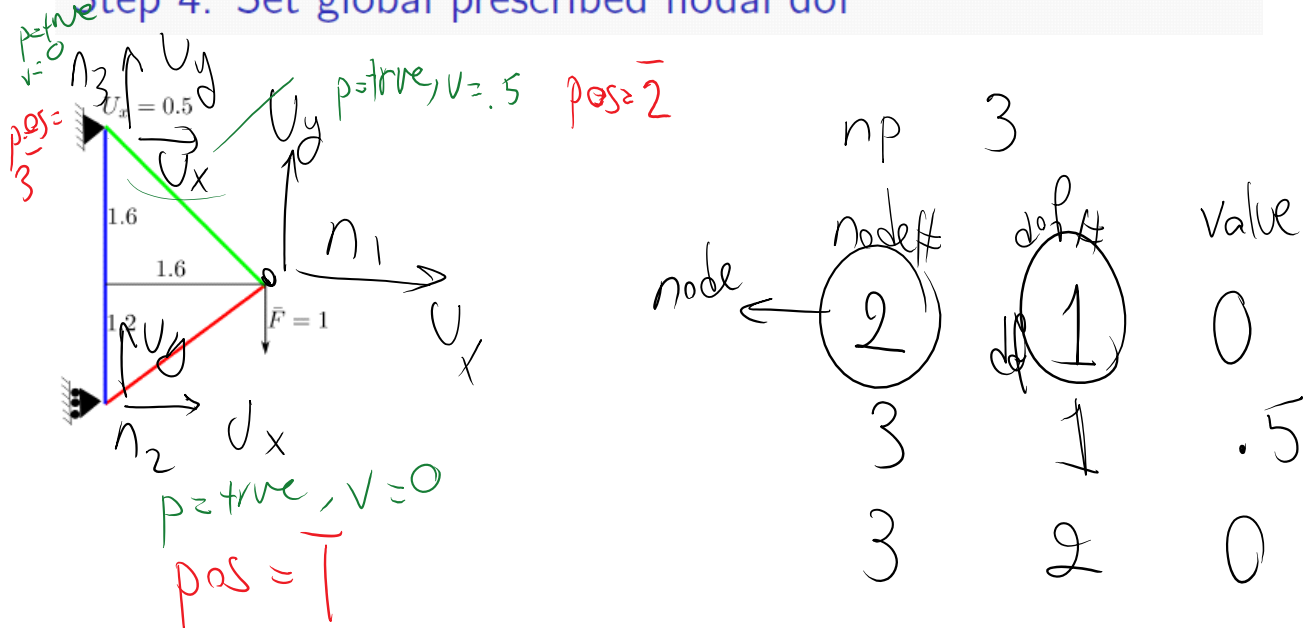 Step 4: Set global prescribed nodal dof
p=true
v=0
n3
Uy
Ux = 0.5
Ux
pos=
3̅
p=true, v=.5
pos=2̅
Uy
n1
Ux
1.6
1.6
1.2
F̄ = 1
Uy
Ux
n2
p=true, v=0
pos=1̅
np 3
node# dof# value
node
2 dof 1 0
3 1 .5
3 2 0